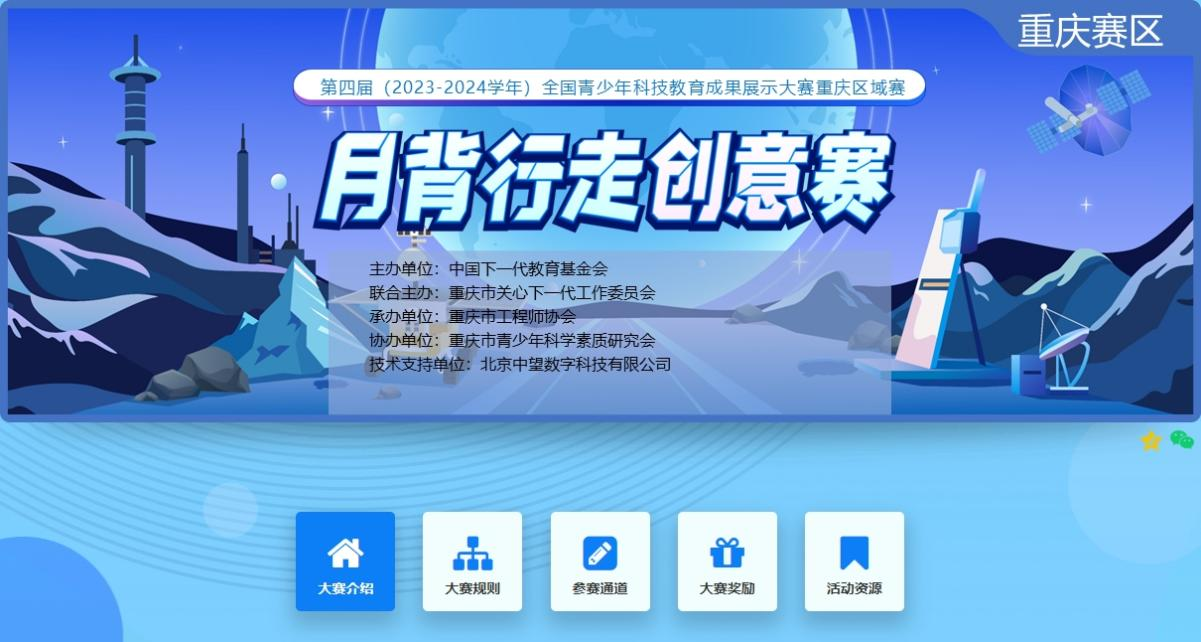 重庆赛区
第四届（2023-2024学年）全国青少年科技教育成果展示大赛重庆区域赛
月背行走创意赛
主办单位：中国下一代教育基金会
联合主办：重庆市关心下一代工作委员会
承办单位：重庆市工程师协会
协办单位：重庆市青少年科学素质研究会
技术支持单位：北京中望数字科技有限公司
大赛介绍
大赛规则
参赛通道
大赛奖励
活动资源